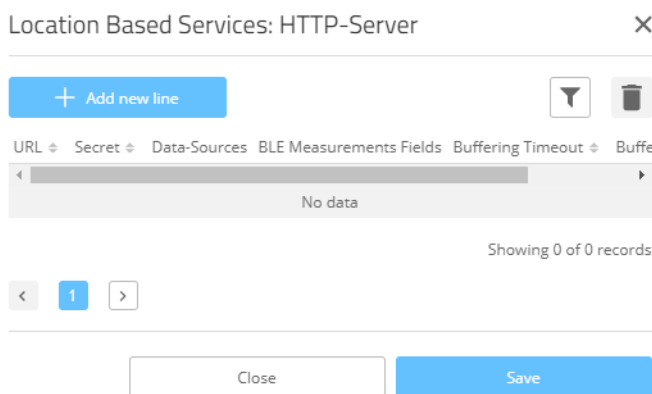 Location Based Services: HTTP-Server
Add new line
URL Secret Data-Sources BLE Measurements Fields Buffering Timeout Buffe
No data
Showing 0 of 0 records
1
Close Save